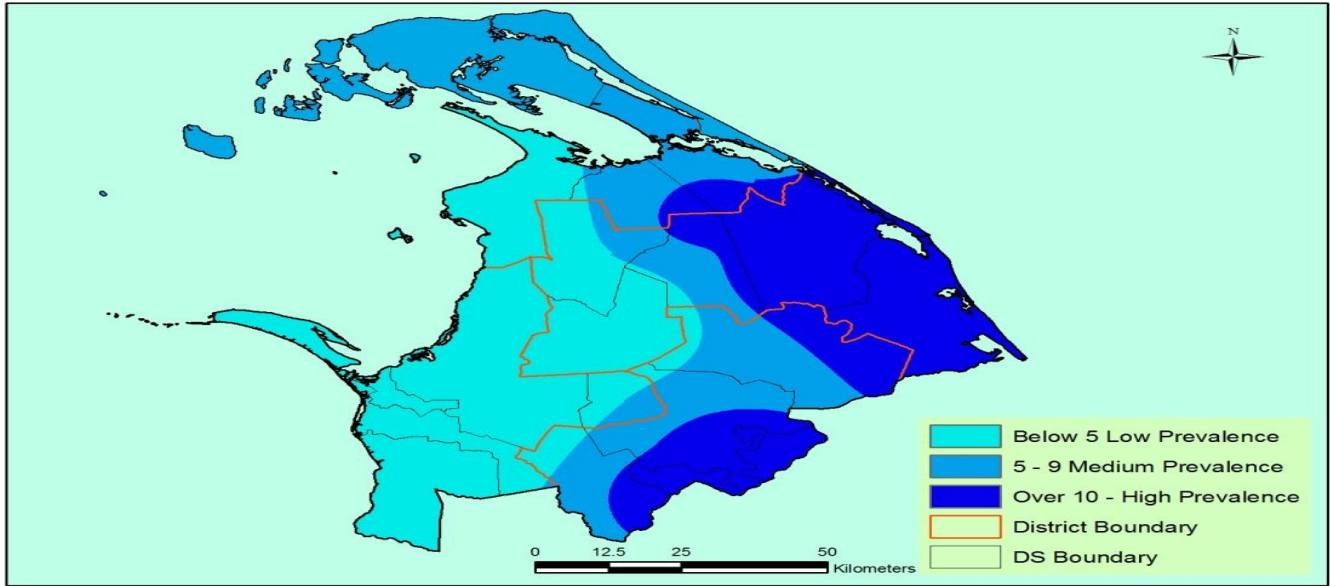 N
Below 5 Low Prevalence
5 - 9 Medium Prevalence
Over 10 - High Prevalence
District Boundary
DS Boundary
0 12.5 25 50
Kilometers